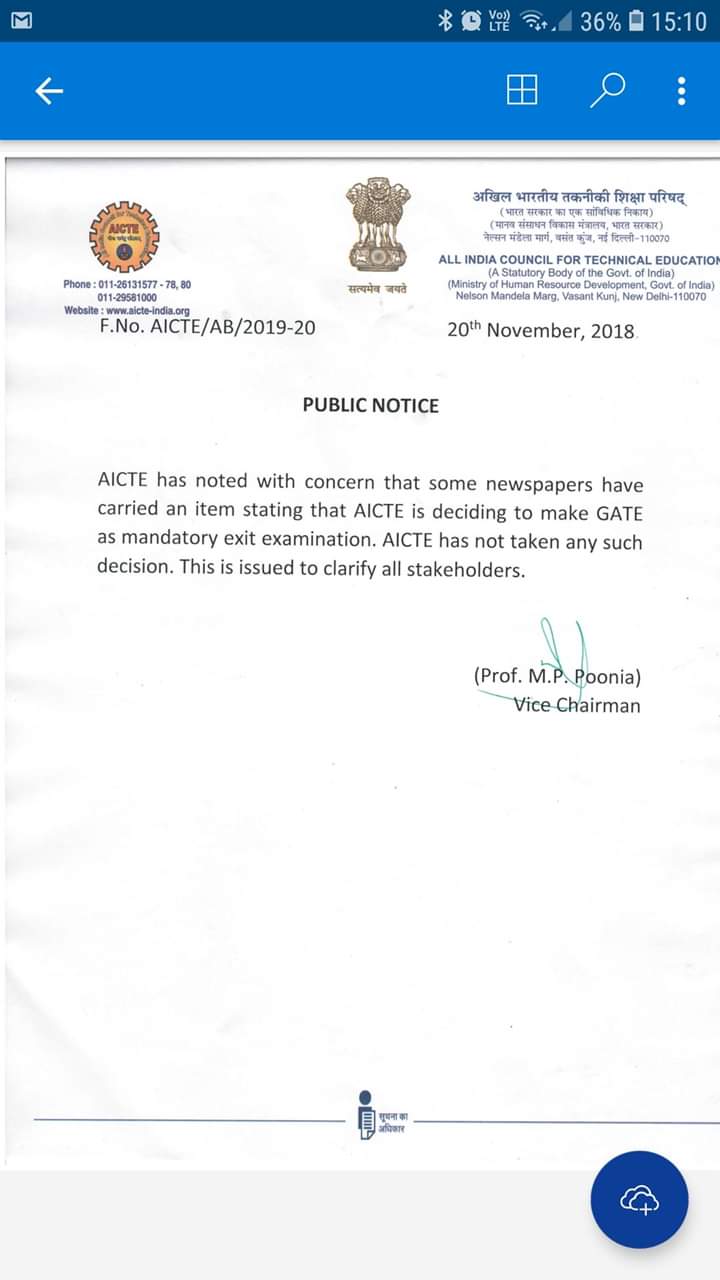 Vo))
LTE
36%
15:10
अखिल भारतीय तकनीकी शिक्षा परिषद्
(भारत सरकार का एक सांविधिक निकाय)
(मानव संसाधन विकास मंत्रालय, भारत सरकार)
नेल्सन मंडेला मार्ग, वसंत कुंज, नई दिल्ली-110070
ALL INDIA COUNCIL FOR TECHNICAL EDUCATION
(A Statutory Body of the Govt. of India)
(Ministry of Human Resource Development, Govt. of India)
Nelson Mandela Marg, Vasant Kunj, New Delhi-110070
AICTE
सत्यमेव जयते
Phone : 011-26131577 - 78, 80
011-29581000
Website : www.aicte-india.org
F.No. AICTE/AB/2019-20
20th November, 2018
PUBLIC NOTICE
AICTE has noted with concern that some newspapers have
carried an item stating that AICTE is deciding to make GATE
as mandatory exit examination. AICTE has not taken any such
decision. This is issued to clarify all stakeholders.
(Prof. M.P. Poonia)
Vice Chairman
सूचना का
अधिकार